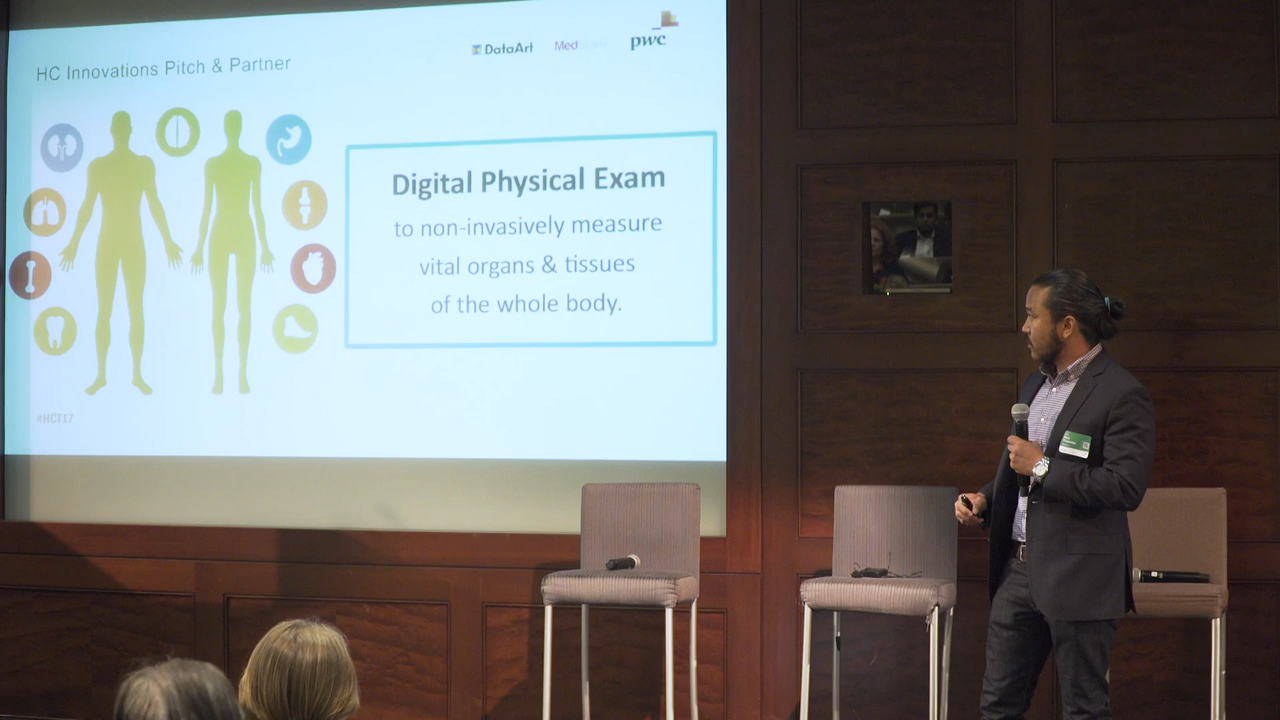 HC Innovations Pitch & Partner
DataArt
Med
pwc
Digital Physical Exam
to non-invasively measure
vital organs & tissues
of the whole body.
#HCT17